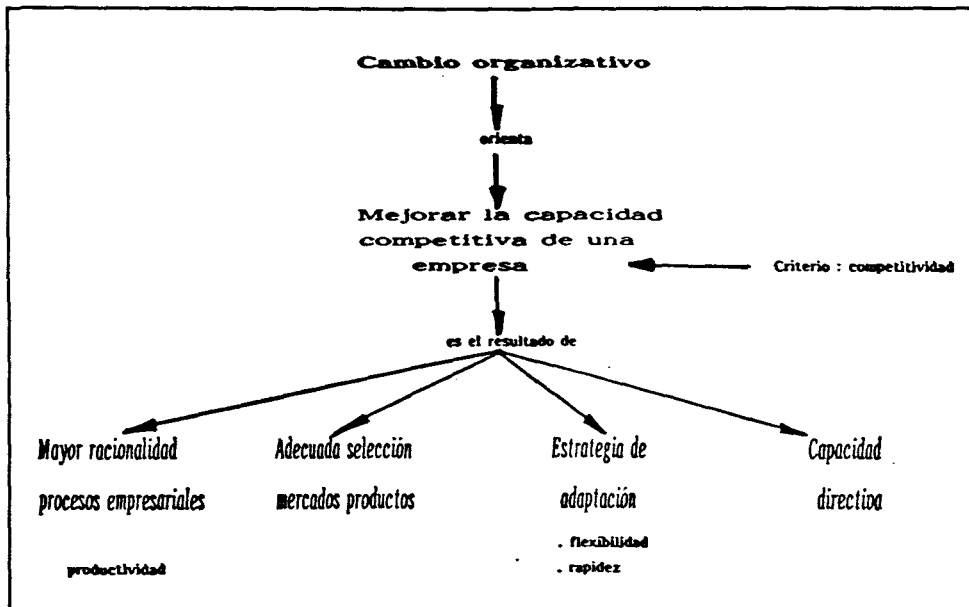 Cambio organizativo
orienta
Mejorar la capacidad
competitiva de una
empresa
Criterio : competitividad
es el resultado de
Mayor racionalidad
procesos empresariales
productividad
Adecuada selección
mercados productos
Estrategia de
adaptación
. flexibilidad
. rapidez
Capacidad
directiva